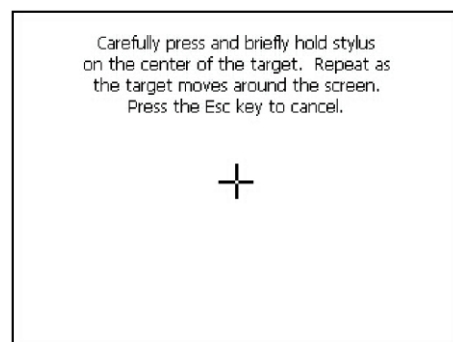 Carefully press and briefly hold stylus
on the center of the target.  Repeat as
the target moves around the screen.
Press the Esc key to cancel.